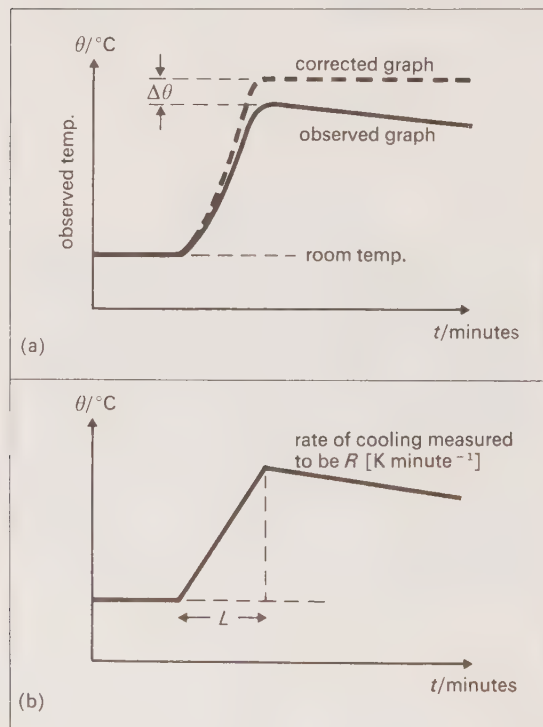 θ/°C
corrected graph
Δθ
observed graph
observed temp.
room temp.
t/minutes
(a)
θ/°C
rate of cooling measured
to be R [K minute⁻¹]
L
t/minutes
(b)